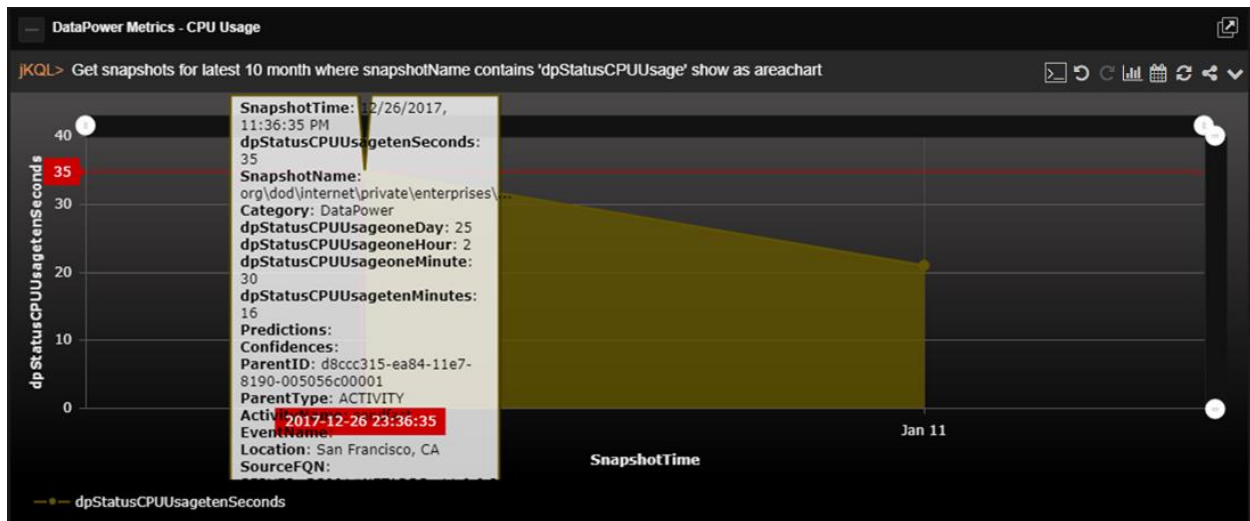 DataPower Metrics - CPU Usage
jKQL> Get snapshots for latest 10 month where snapshotName contains 'dpStatusCPUUsage' show as areachart
SnapshotTime: 12/26/2017,
11:36:35 PM
dpStatusCPUUsagetenSeconds:
35
SnapshotName:
org\dod\internet\private\enterprises\...
Category: DataPower
dpStatusCPUUsageoneDay: 25
dpStatusCPUUsageoneHour: 2
dpStatusCPUUsageoneMinute:
30
dpStatusCPUUsagetenMinutes:
16
Predictions:
Confidences:
ParentID: d8ccc315-ea84-11e7-
8190-005056c00001
ParentType: ACTIVITY
2017-12-26 23:36:35
EventName:
Location: San Francisco, CA
SourceFQN:
dpStatusCPUUsagetenSeconds
40
35
30
20
10
0
Jan 11
SnapshotTime
dpStatusCPUUsagetenSeconds